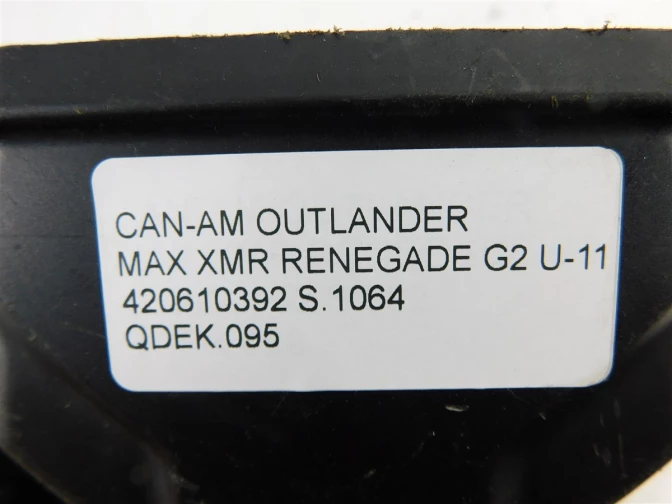 CAN-AM OUTLANDER
MAX XMR RENEGADE G2 U-11
420610392 S.1064
QDEK.095